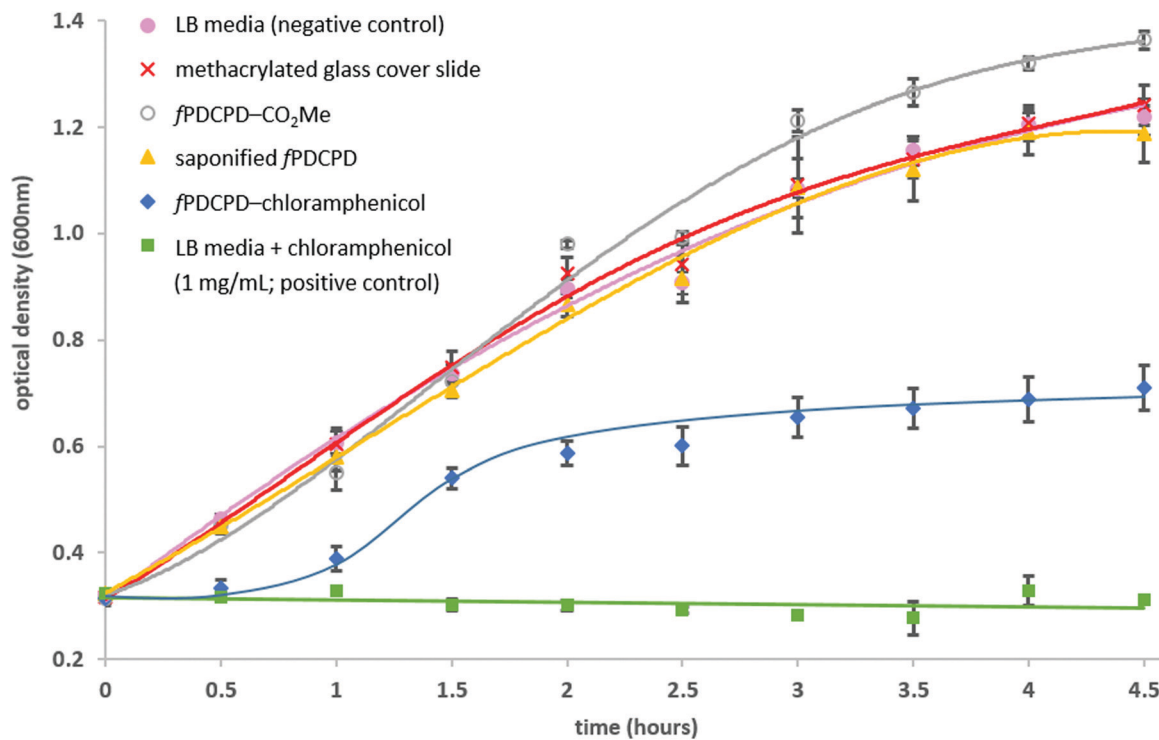 1.4
1.2
1.0
0.8
0.6
0.4
0.2
optical density (600nm)
LB media (negative control)
methacrylated glass cover slide
fPDCPD–CO₂Me
saponified fPDCPD
fPDCPD–chloramphenicol
LB media + chloramphenicol
(1 mg/mL; positive control)
0 0.5 1 1.5 2 2.5 3 3.5 4 4.5
time (hours)